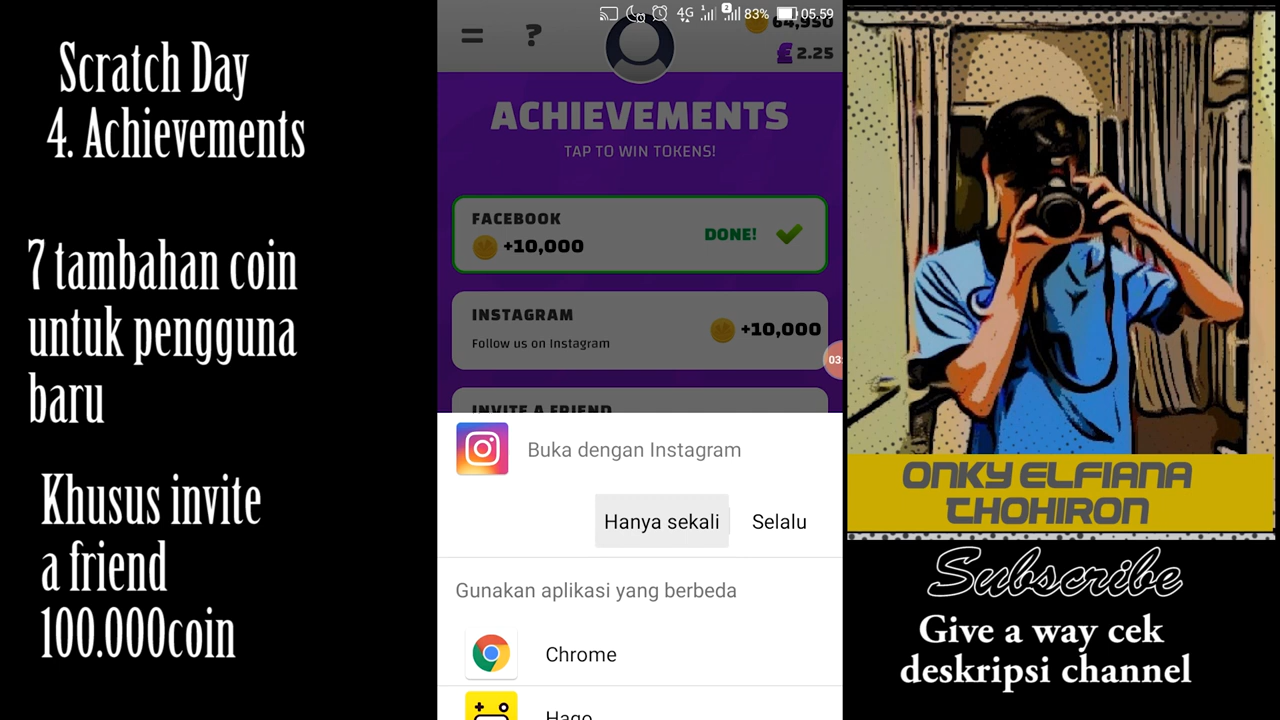 Scratch Day
4. Achievements
7 tambahan coin
untuk pengguna
baru
Khusus invite
a friend
100.000coin
4G
83%
05.59
?
64,950
£ 2.25
ACHIEVEMENTS
TAP TO WIN TOKENS!
FACEBOOK
+10,000
DONE!
INSTAGRAM
+10,000
Follow us on Instagram
03
INVITE A FRIEND
Buka dengan Instagram
Hanya sekali
Selalu
Gunakan aplikasi yang berbeda
Chrome
Hago
ONKY ELFIANA
THOHIRON
Subscribe
Give a way cek
deskripsi channel